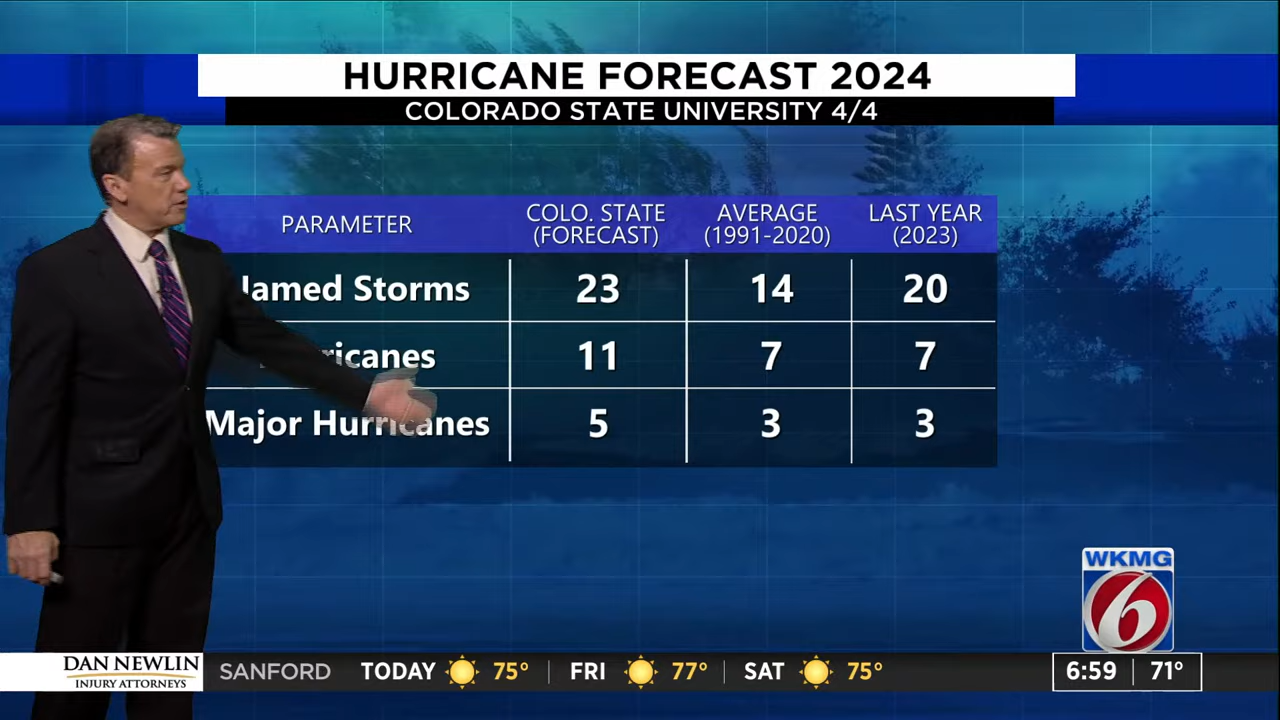 HURRICANE FORECAST 2024
COLORADO STATE UNIVERSITY 4/4
PARAMETER
COLO. STATE
(FORECAST)
AVERAGE
(1991-2020)
LAST YEAR
(2023)
Storms 23 14 20
11 7 7
Major Hurricanes 5 3 3
WKMG
6
DAN NEWLIN
INJURY ATTORNEYS
SANFORD TODAY 75° FRI 77° SAT 75°
6:59 71°